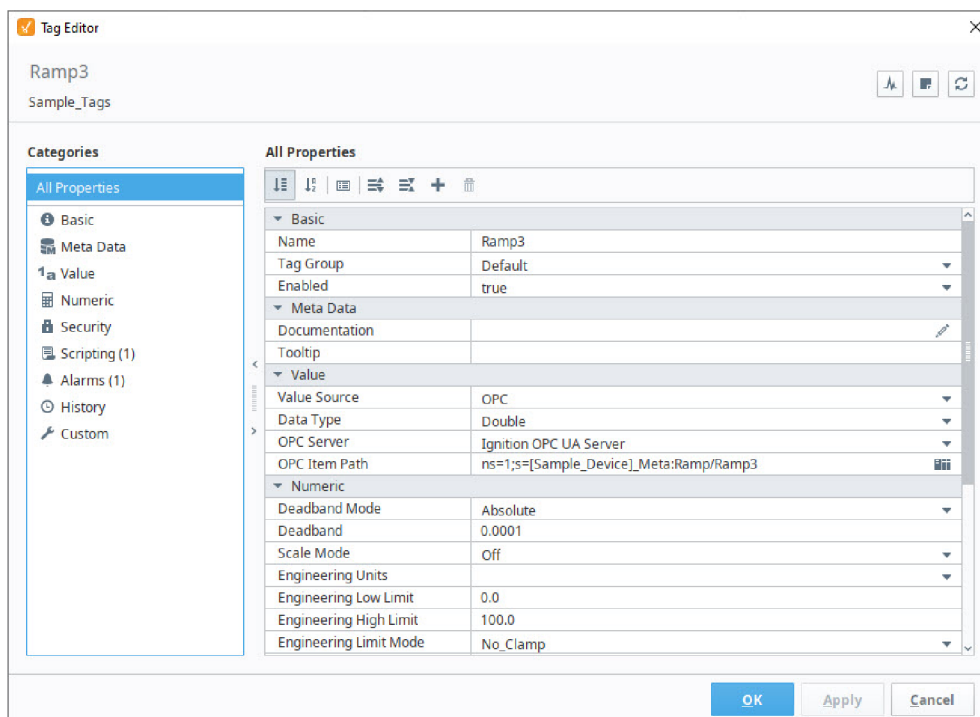 Tag Editor
Ramp3
Sample_Tags
Categories
All Properties
Basic
Meta Data
Value
Numeric
Security
Scripting (1)
Alarms (1)
History
Custom
All Properties
Basic
Name Ramp3
Tag Group Default
Enabled true
Meta Data
Documentation
Tooltip
Value
Value Source OPC
Data Type Double
OPC Server Ignition OPC UA Server
OPC Item Path ns=1;s=[Sample_Device]_Meta:Ramp/Ramp3
Numeric
Deadband Mode Absolute
Deadband 0.0001
Scale Mode Off
Engineering Units
Engineering Low Limit 0.0
Engineering High Limit 100.0
Engineering Limit Mode No_Clamp
OK Apply Cancel